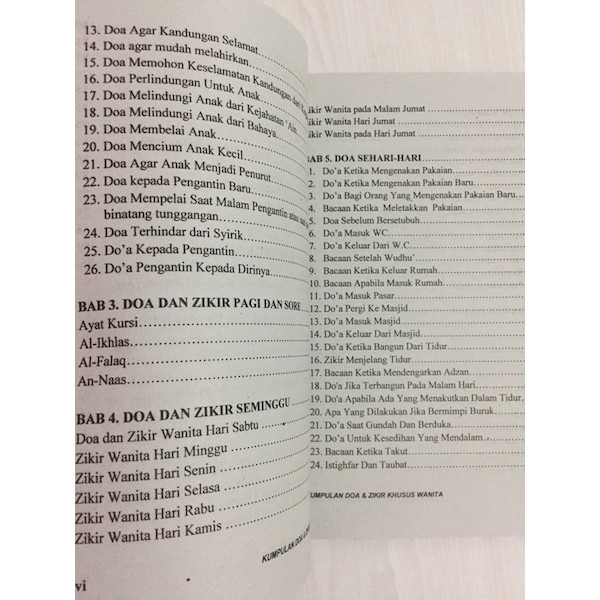 13. Doa Agar Kandungan Selamat
14. Doa agar mudah melahirkan
15. Doa Memohon Keselamatan Kandungan dari
16. Doa Perlindungan Untuk Anak
17. Doa Melindungi Anak dari Kejahatan 'Ain
18. Doa Melindungi Anak dari Bahaya
19. Doa Membelai Anak
20. Doa Mencium Anak Kecil
21. Doa Agar Anak Menjadi Penurut
22. Doa kepada Pengantin Baru
23. Doa Mempelai Saat Malam Pengantin atau saat
binatang tunggangan
24. Doa Terhindar dari Syirik
25. Do'a Kepada Pengantin
26. Do'a Pengantin Kepada Dirinya
BAB 3. DOA DAN ZIKIR PAGI DAN SORE
Ayat Kursi
Al-Ikhlas
Al-Falaq
An-Naas
BAB 4. DOA DAN ZIKIR SEMINGGU
Doa dan Zikir Wanita Hari Sabtu
Zikir Wanita Hari Minggu
Zikir Wanita Hari Senin
Zikir Wanita Hari Selasa
Zikir Wanita Hari Rabu
Zikir Wanita Hari Kamis
KUMPULAN DOA &
vi
Zikir Wanita pada Malam Jumat
Zikir Wanita Hari Jumat
Zikir Wanita pada Hari Jumat
BAB 5. DOA SEHARI-HARI
1. Do'a Ketika Mengenakan Pakaian
2. Do'a Ketika Mengenakan Pakaian Baru
3. Do'a Bagi Orang Yang Mengenakan Pakaian Baru
4. Bacaan Ketika Meletakkan Pakaian
5. Doa Sebelum Bersetubuh
6. Do'a Masuk WC
7. Do'a Keluar Dari W.C
8. Bacaan Setelah Wudhu'
9. Bacaan Ketika Keluar Rumah
10. Bacaan Apabila Masuk Rumah
11. Do'a Masuk Pasar
12. Do'a Pergi Ke Masjid
13. Do'a Masuk Masjid
14. Do'a Keluar Dari Masjid
15. Do'a Ketika Bangun Dari Tidur
16. Zikir Menjelang Tidur
17. Bacaan Ketika Mendengarkan Adzan
18. Do'a Jika Terbangun Pada Malam Hari
19. Do'a Apabila Ada Yang Menakutkan Dalam Tidur
20. Apa Yang Dilakukan Jika Bermimpi Buruk
21. Do'a Saat Gundah Dan Berduka
22. Do'a Untuk Kesedihan Yang Mendalam
23. Bacaan Ketika Takut
24. Istighfar Dan Taubat
KUMPULAN DOA & ZIKIR KHUSUS WANITA